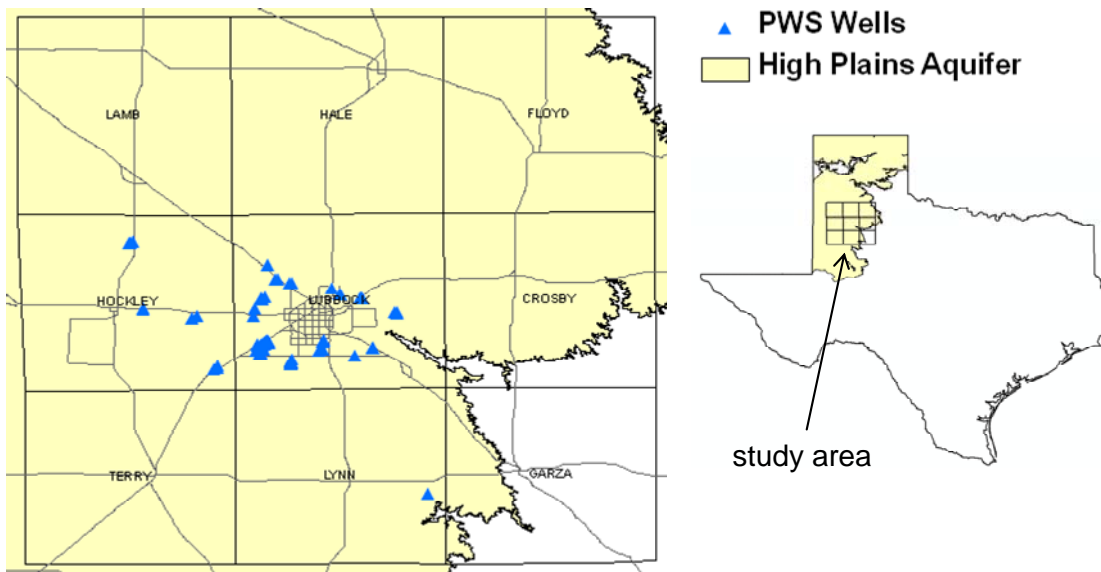 PWS Wells
High Plains Aquifer
LAMB
HALE
FLOYD
HOCKLEY
LUBBOCK
CROSBY
TERRY
LYNN
GARZA
study area